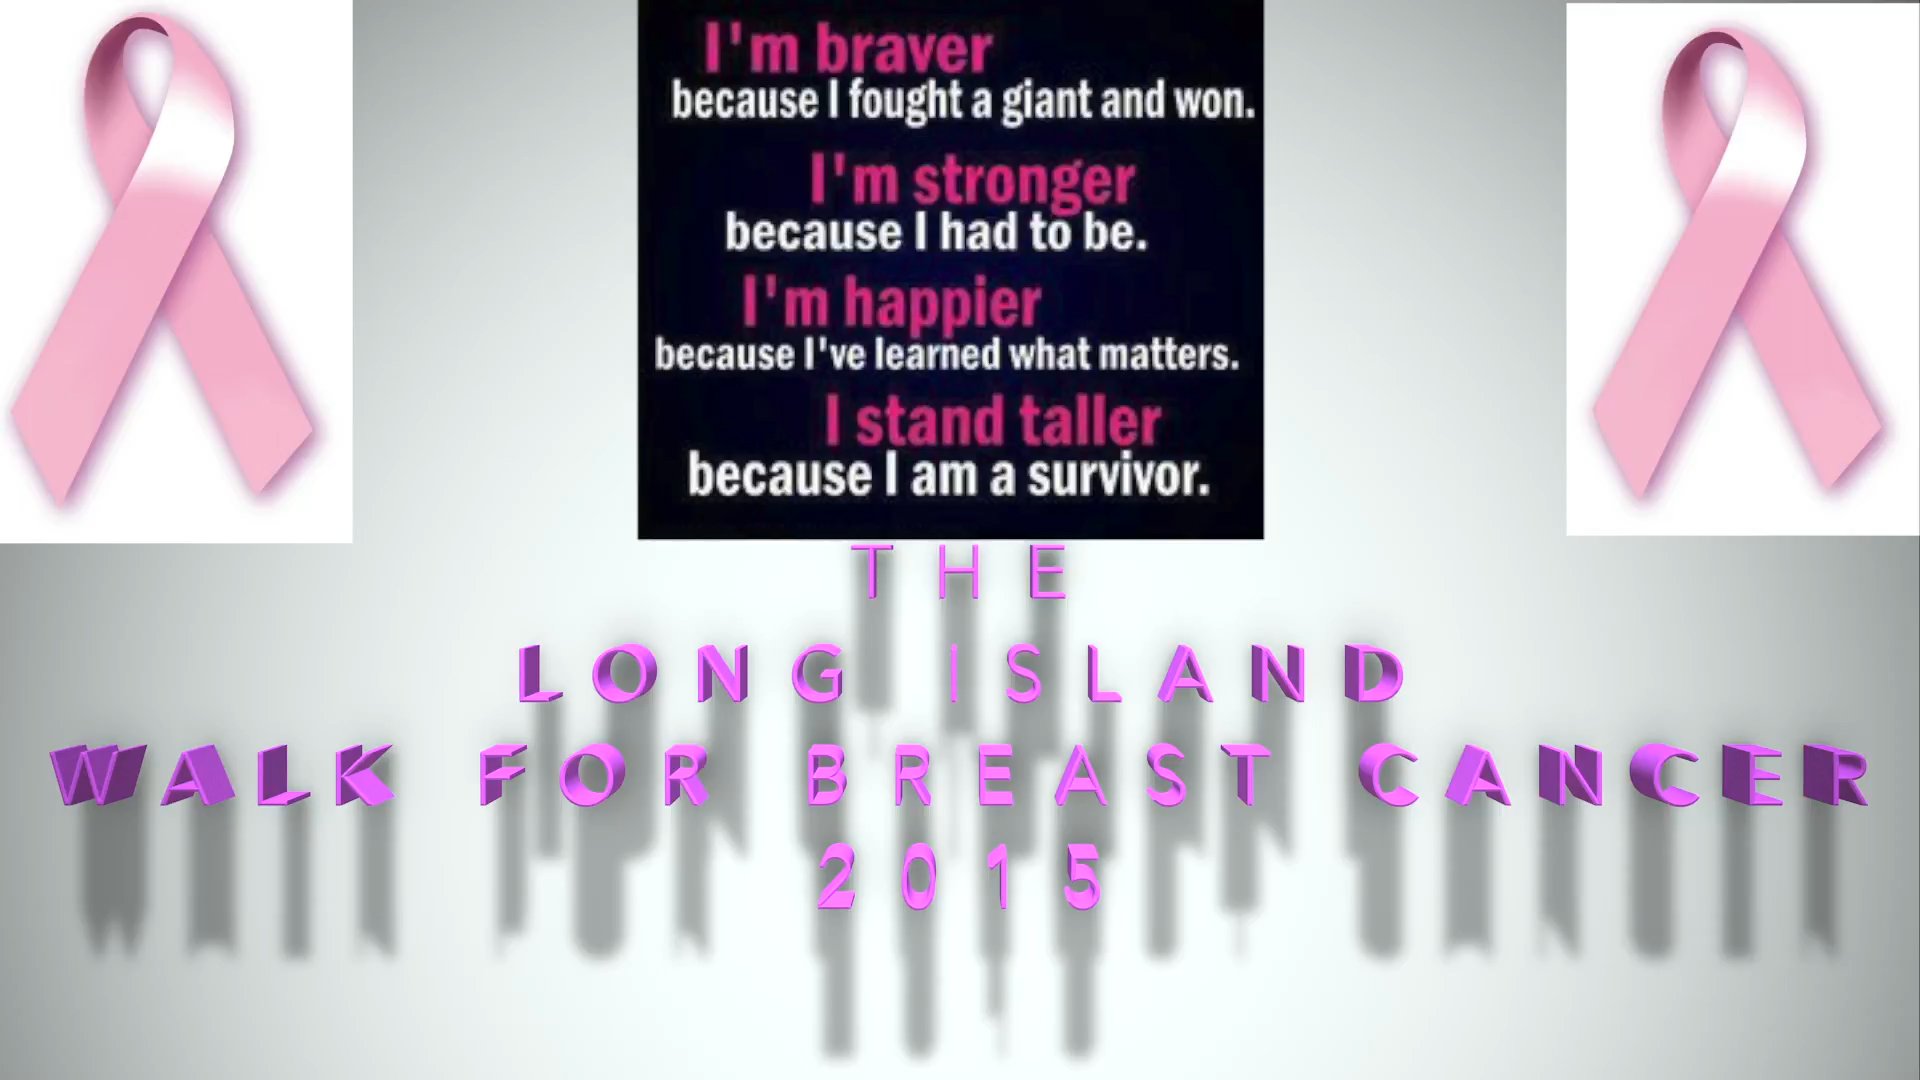 I'm braver
because I fought a giant and won.
I'm stronger
because I had to be.
I'm happier
because I've learned what matters.
I stand taller
because I am a survivor.
THE
LONG ISLAND
WALK FOR BREAST CANCER
2015